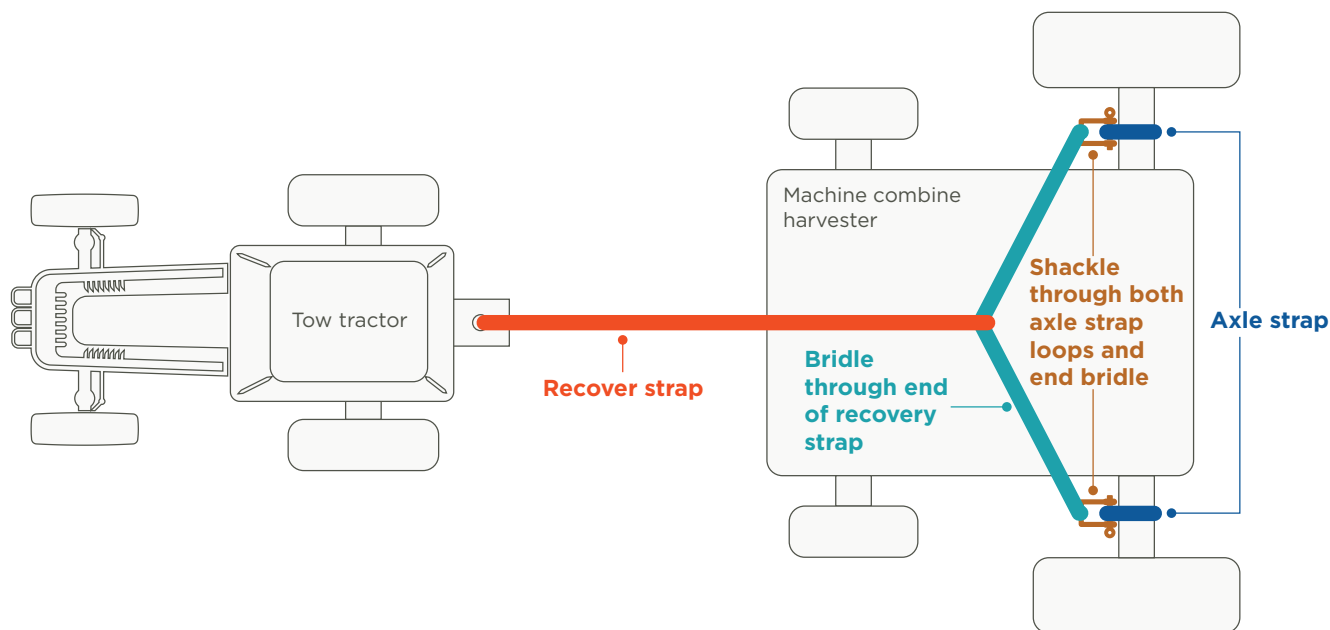 Machine combine
harvester
Tow tractor
Recover strap
Bridle
through end
of recovery
strap
Shackle
through both
axle strap
loops and
end bridle
Axle strap